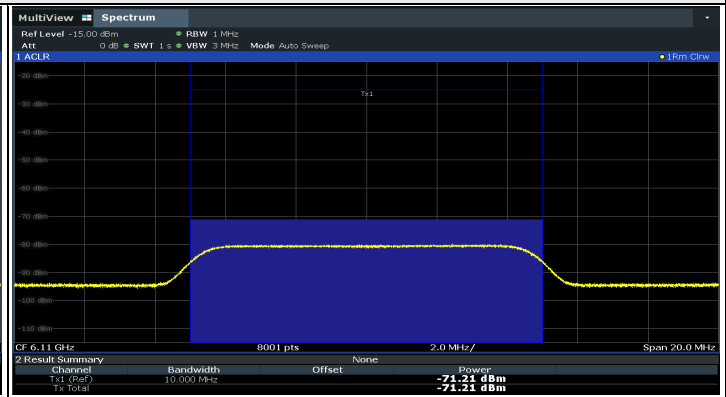 MultiView Spectrum
Ref Level -15.00 dBm RBW 1 MHz
Att 0 dB SWT 1 s VBW 3 MHz Mode Auto Sweep
1 ACLR 1Rm Clrw
-20 dBm
Tx1
-30 dBm
-40 dBm
-50 dBm
-60 dBm
-70 dBm
-80 dBm
-90 dBm
-100 dBm
-110 dBm
CF 6.11 GHz 8001 pts 2.0 MHz/ Span 20.0 MHz
2 Result Summary None
Channel Bandwidth Offset Power
Tx1 (Ref) 10.000 MHz -71.21 dBm
Tx Total -71.21 dBm